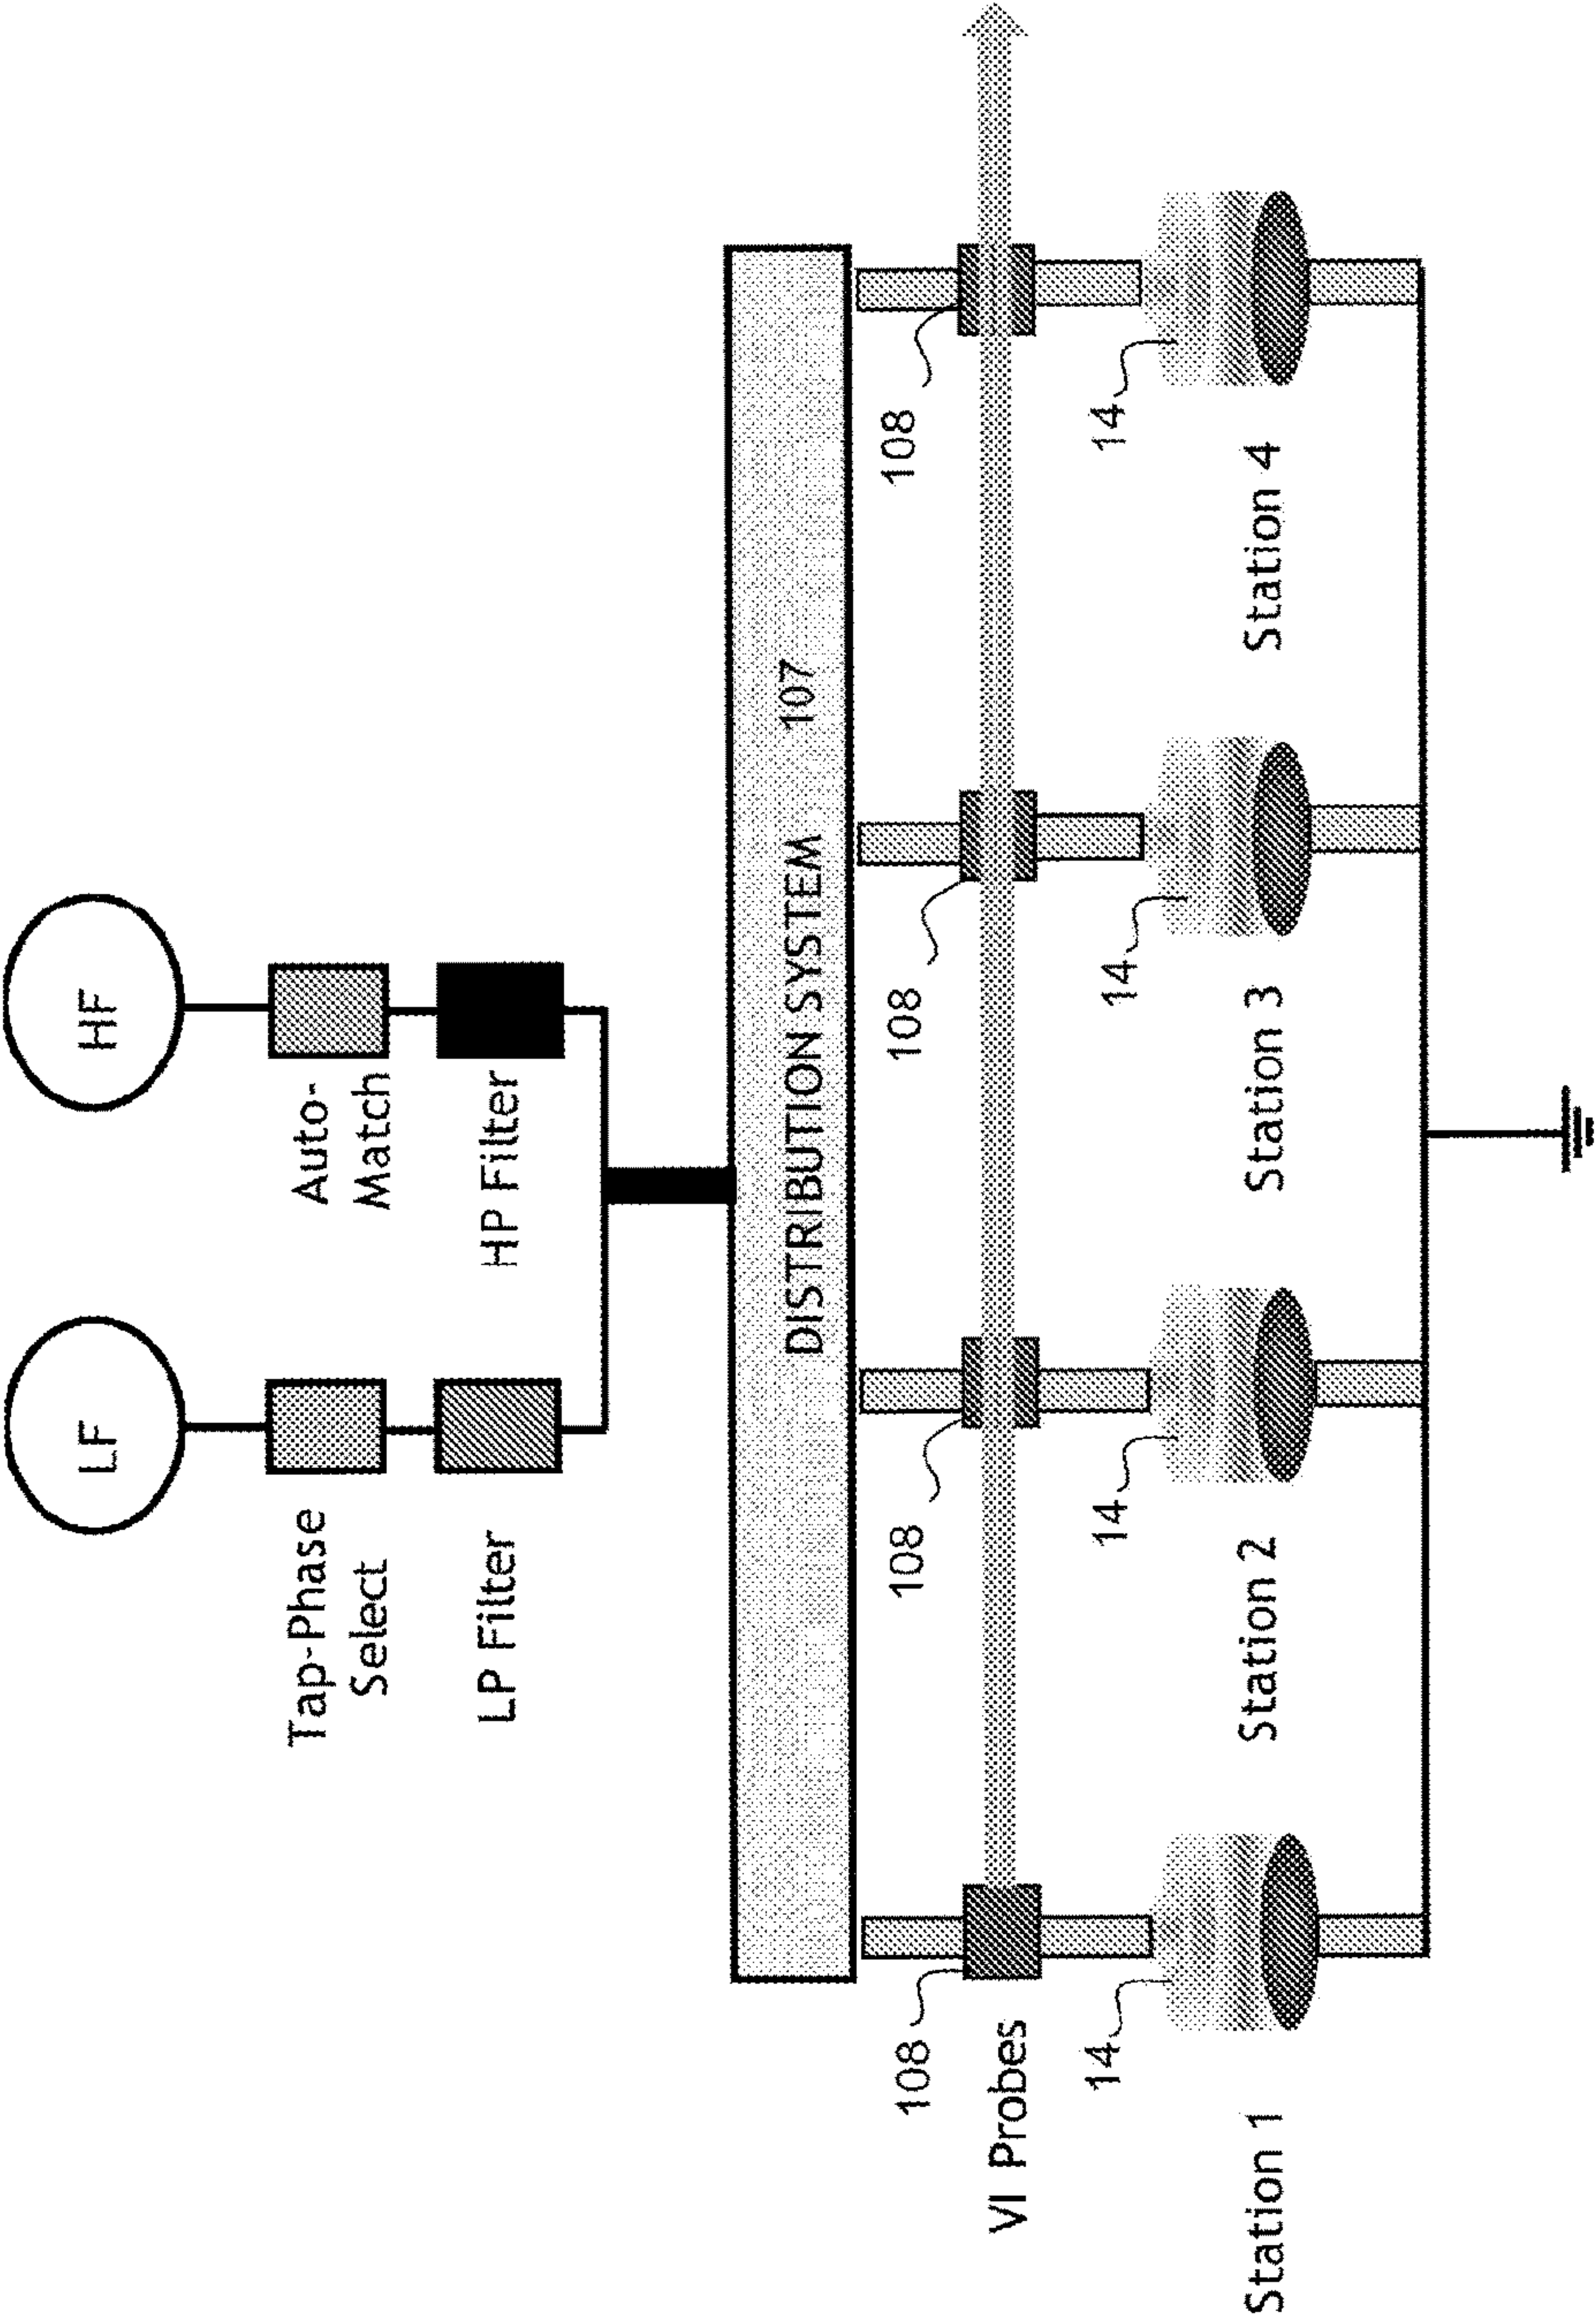 LF
HF
Tap-Phase
Select
Auto-
Match
LP Filter
HP Filter
DISTRIBUTION SYSTEM 107
108
108
108
108
VI Probes
14
14
14
14
Station 1
Station 2
Station 3
Station 4